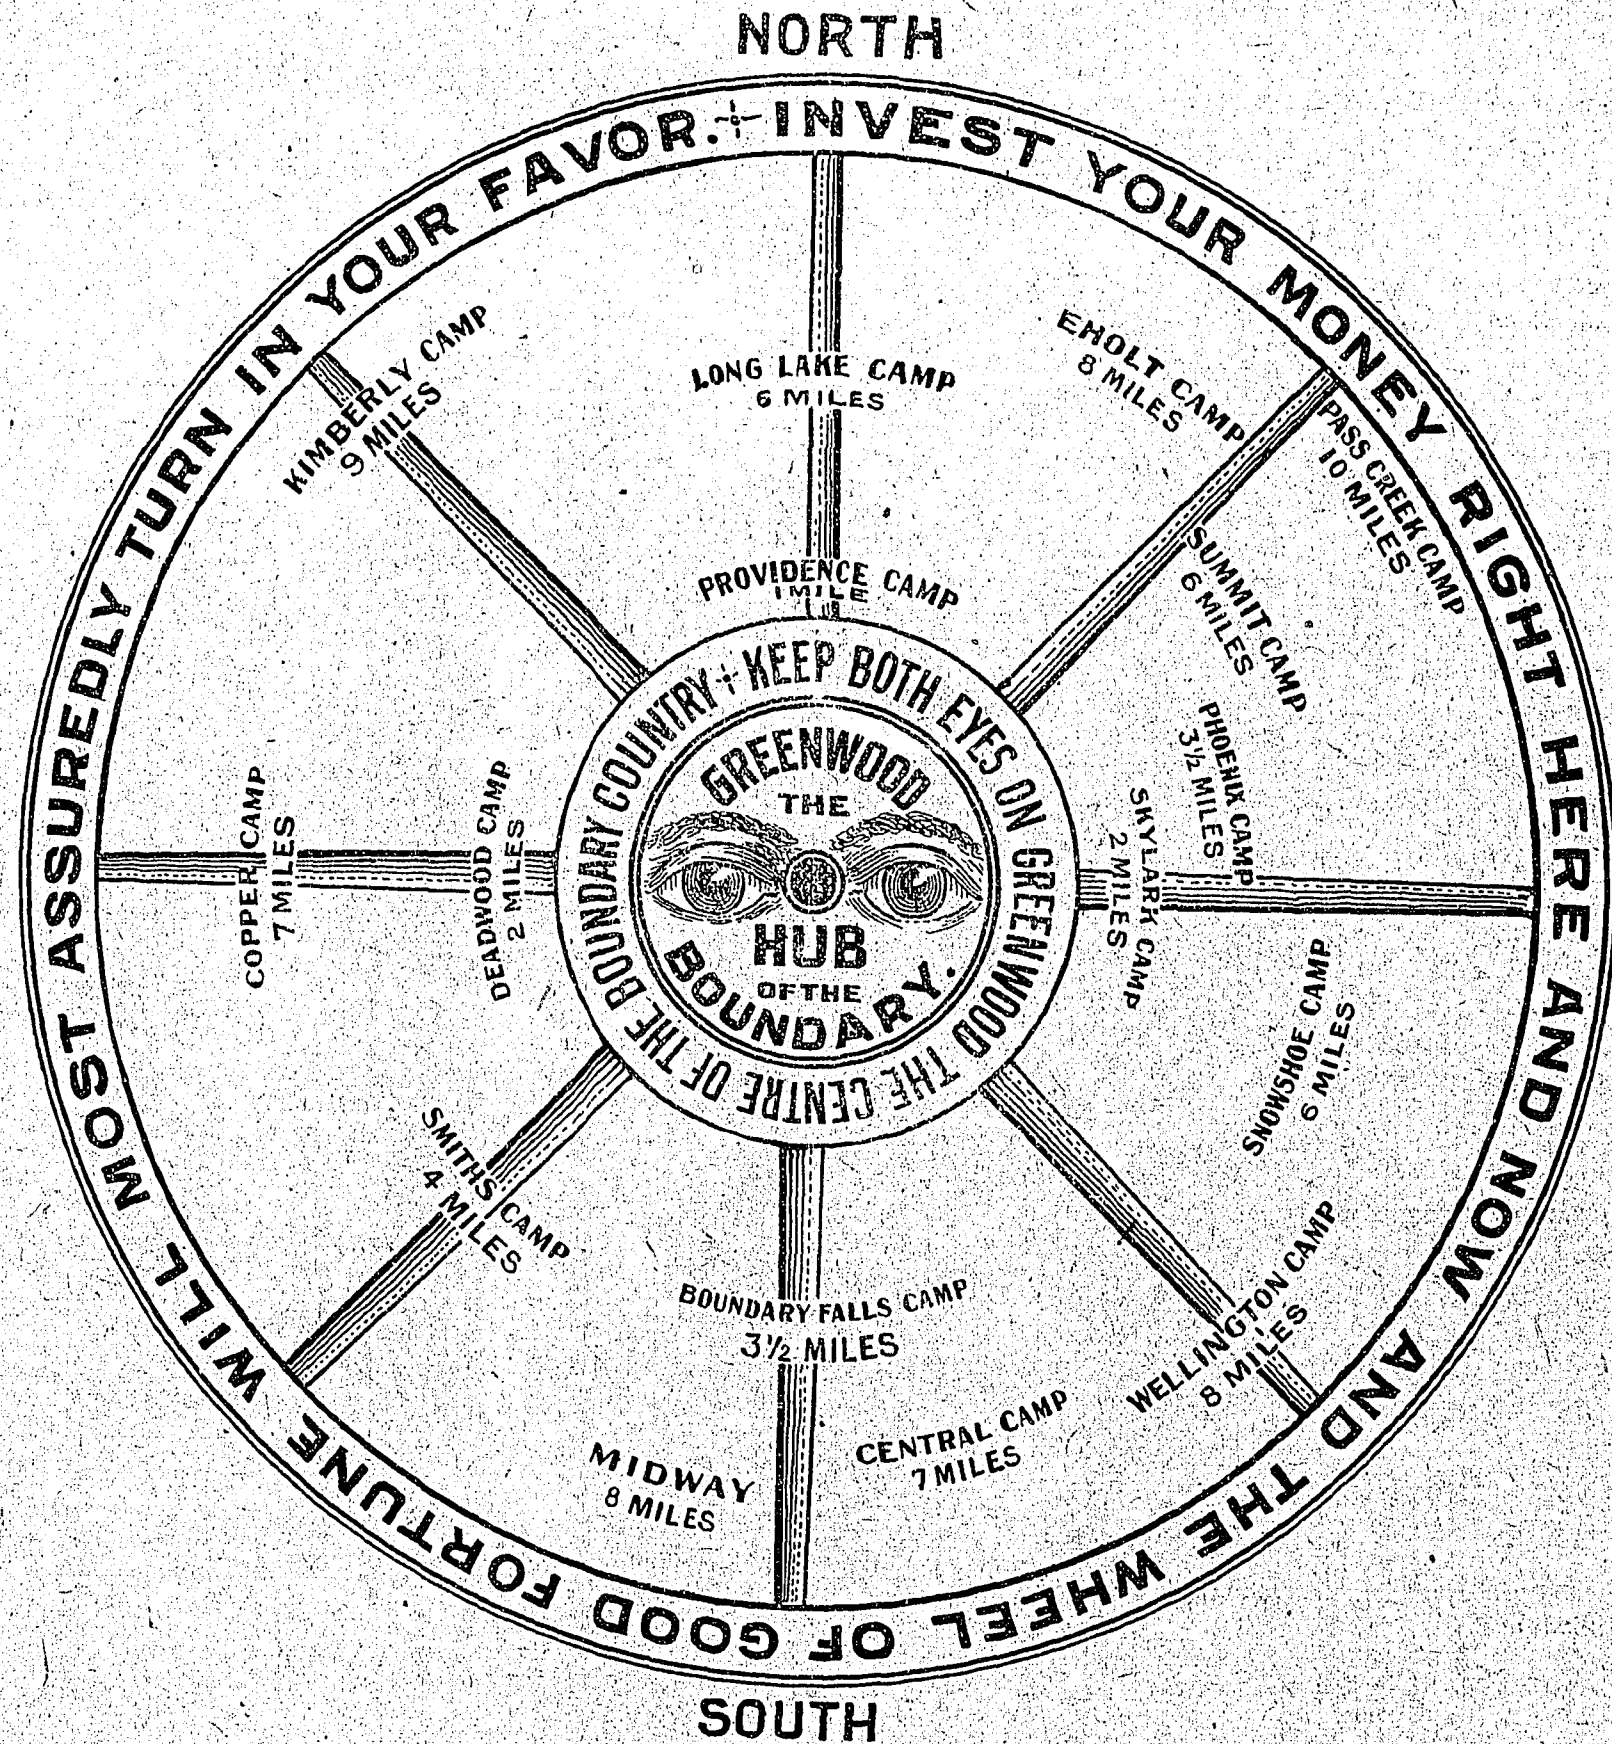 NORTH
INVEST YOUR MONEY RIGHT HERE AND NOW AND THE WHEEL OF GOOD FORTUNE WILL MOST ASSUREDLY TURN IN YOUR FAVOR.
KIMBERLY CAMP
9 MILES
LONG LAKE CAMP
6 MILES
EHOLT CAMP
8 MILES
PASS CREEK CAMP
10 MILES
PROVIDENCE CAMP
1 MILE
SUMMIT CAMP
6 MILES
PHOENIX CAMP
3½ MILES
SKYLARK CAMP
2 MILES
COPPER CAMP
7 MILES
DEADWOOD CAMP
2 MILES
KEEP BOTH EYES ON GREENWOOD THE CENTRE OF THE BOUNDARY COUNTRY
GREENWOOD
THE
HUB
OF THE
BOUNDARY.
SNOWSHOE CAMP
6 MILES
SMITHS CAMP
4 MILES
BOUNDARY FALLS CAMP
3½ MILES
WELLINGTON CAMP
8 MILES
CENTRAL CAMP
7 MILES
MIDWAY
8 MILES
SOUTH